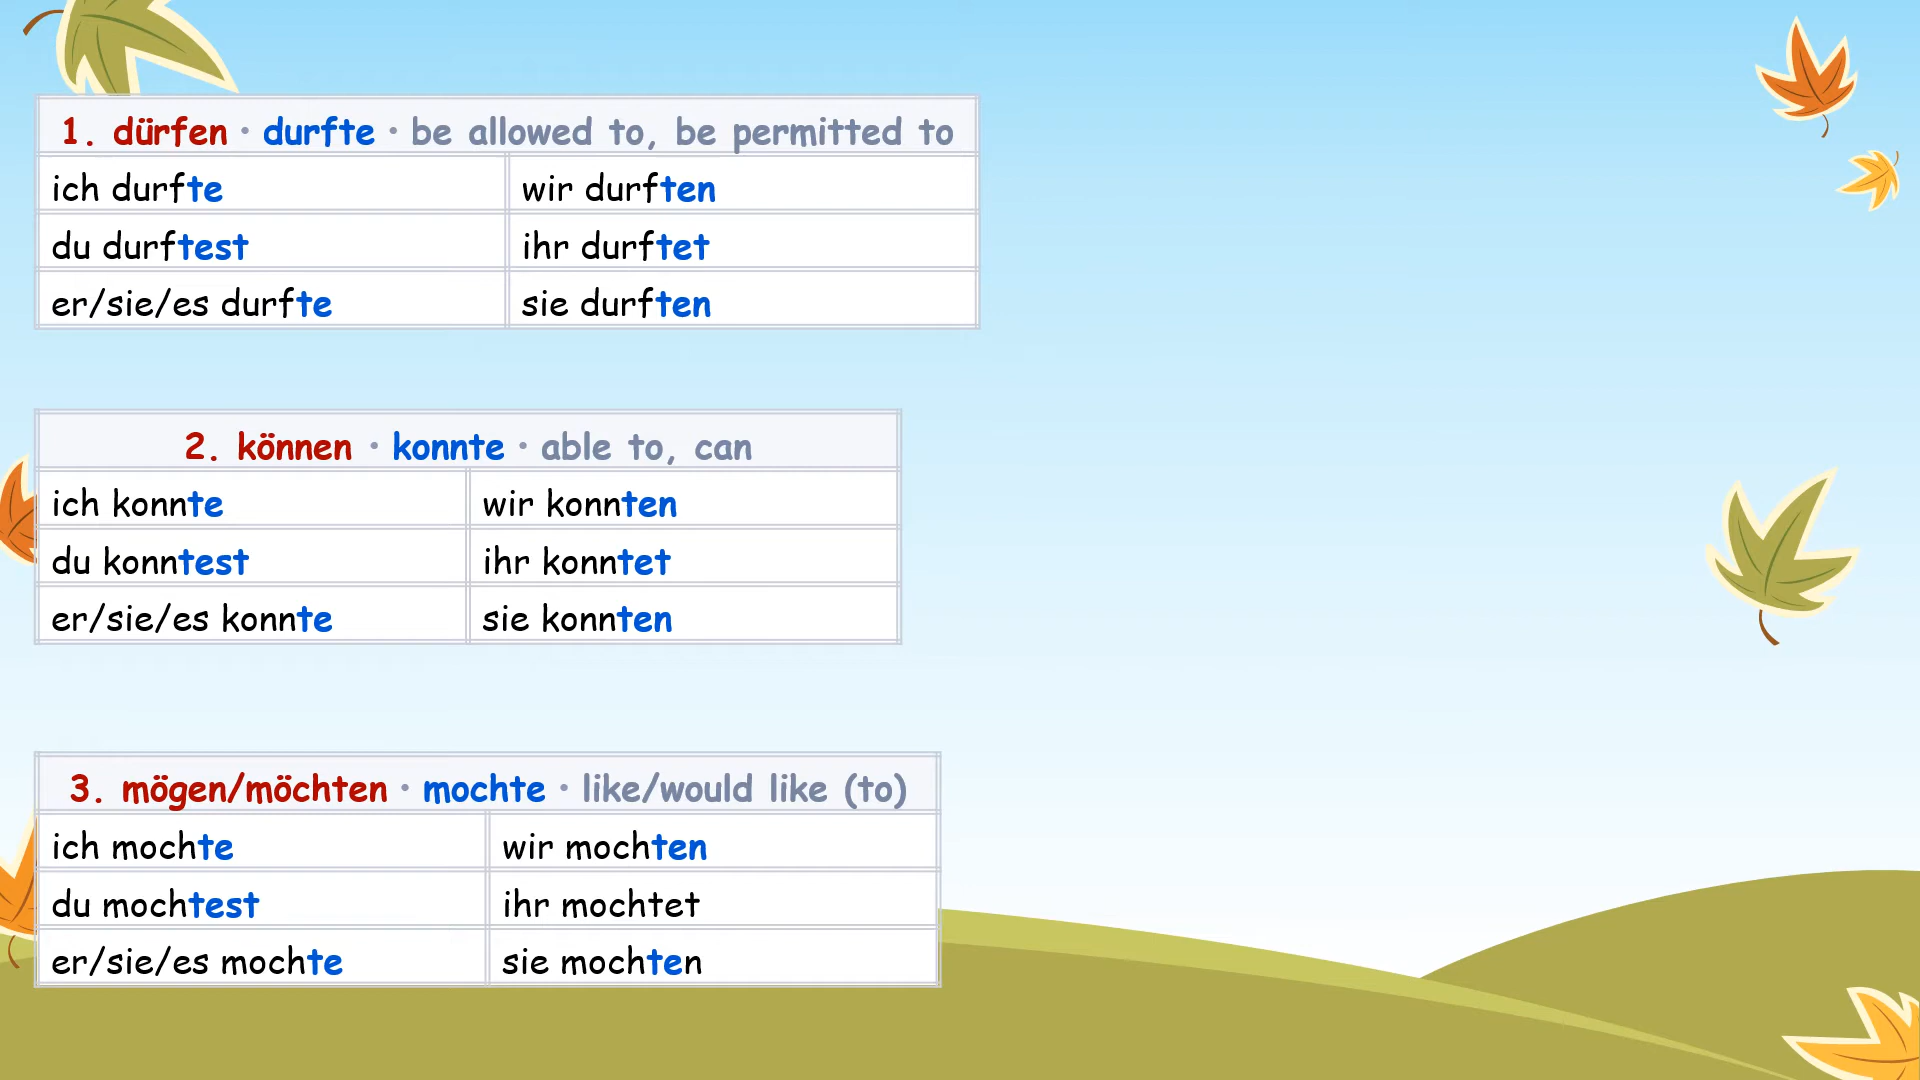 1. dürfen • durfte • be allowed to, be permitted to
ich durfte wir durften
du durftest ihr durftet
er/sie/es durfte sie durften
2. können • konnte • able to, can
ich konnte wir konnten
du konntest ihr konntet
er/sie/es konnte sie konnten
3. mögen/möchten • mochte • like/would like (to)
ich mochte wir mochten
du mochtest ihr mochtet
er/sie/es mochte sie mochten